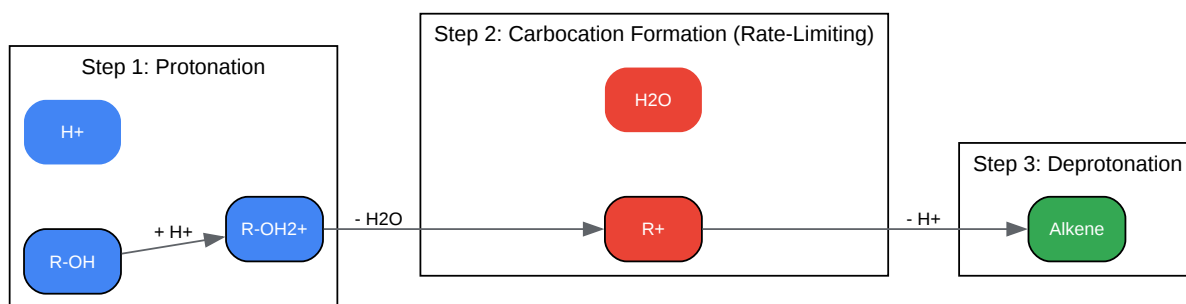 Step 1: Protonation
H+
R-OH
+ H+
R-OH2+
- H2O
Step 2: Carbocation Formation (Rate-Limiting)
H2O
R+
- H+
Step 3: Deprotonation
Alkene